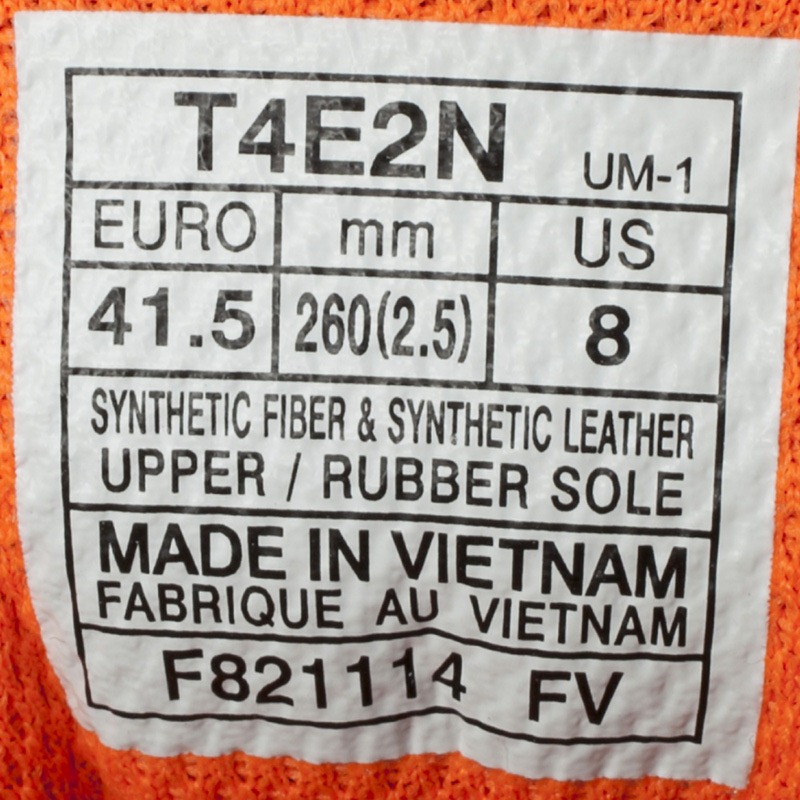 T4E2N UM-1
EURO mm US
41.5 260(2.5) 8
SYNTHETIC FIBER & SYNTHETIC LEATHER
UPPER / RUBBER SOLE
MADE IN VIETNAM
FABRIQUE AU VIETNAM
F821114 FV